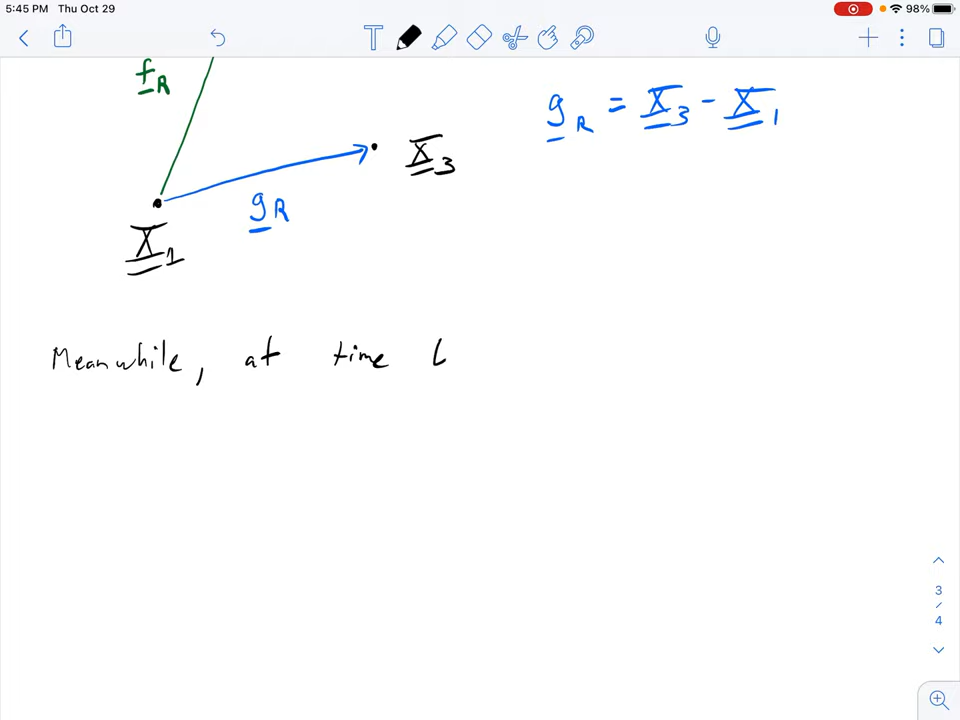 5:45 PM Thu Oct 29 98%
f_R
g_R = X_3 - X_1
X_3
g_R
X_1
Meanwhile, at time
3
/
4